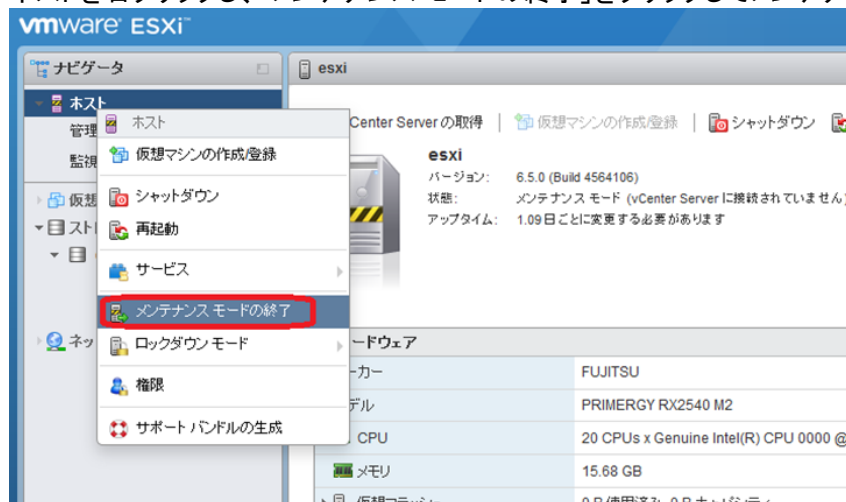 vmware ESXi™
ナビゲータ
esxi
ホスト
管理
監視
ホスト
仮想マシンの作成/登録
シャットダウン
再起動
サービス
メンテナンス モードの終了
ロックダウン モード
権限
サポート バンドルの生成
仮想
スト
ネッ
Center Serverの取得 | 仮想マシンの作成/登録 | シャットダウン
esxi
バージョン: 6.5.0 (Build 4564106)
状態: メンテナンス モード (vCenter Server に接続されていません)
アップタイム: 1.09 日ごとに変更する必要があります
ードウェア
ーカー FUJITSU
デル PRIMERGY RX2540 M2
CPU 20 CPUs x Genuine Intel(R) CPU 0000 @
メモリ 15.68 GB